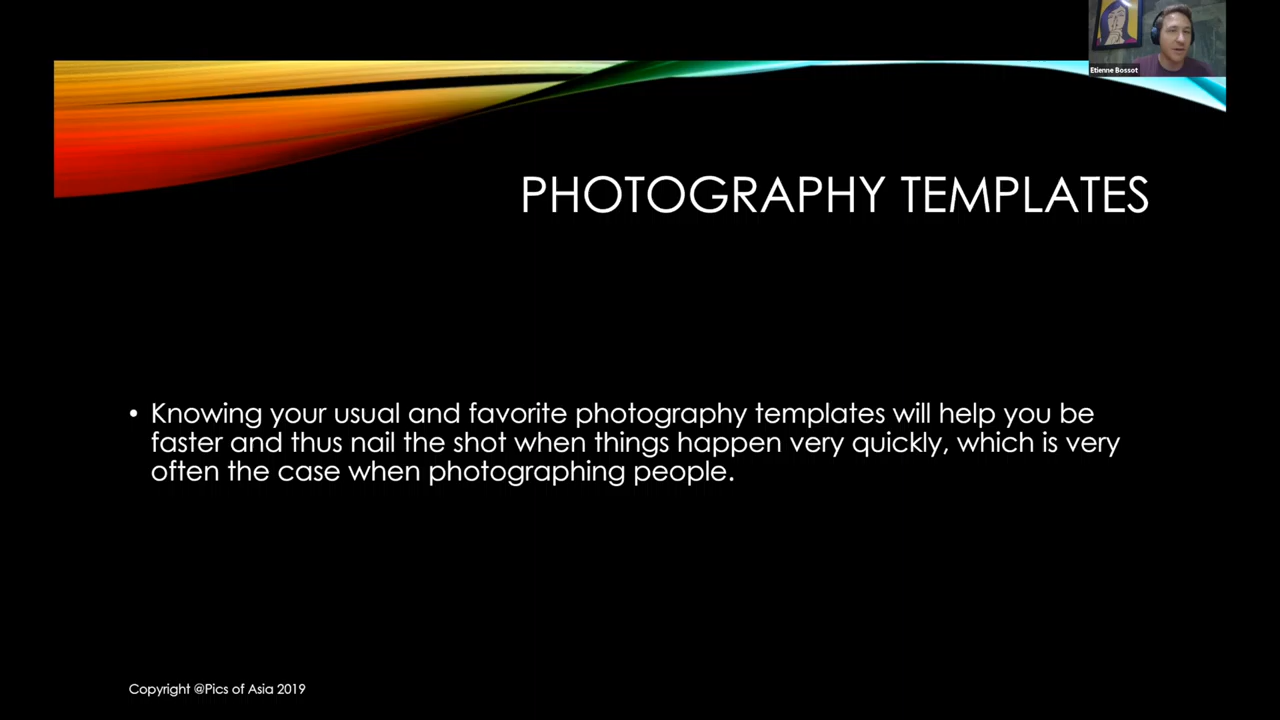 Etienne Bossot
PHOTOGRAPHY TEMPLATES
• Knowing your usual and favorite photography templates will help you be
faster and thus nail the shot when things happen very quickly, which is very
often the case when photographing people.
Copyright @Pics of Asia 2019